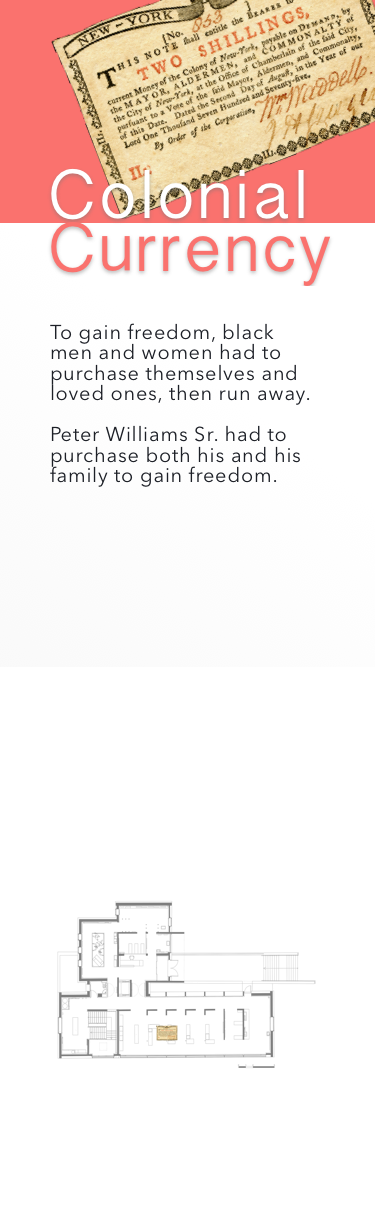 NEW-YORK
[No. 953
shall entitle the BEARER to
THIS NOTE
TWO SHILLINGS,
current Money of the Colony of New-York, payable on DEMAND, by
the MAYOR, ALDERMEN, and COMMONALTY of
the City of New-York, at the Office of Chamberlain of the said City,
pursuant to a Vote of the said Mayor, Aldermen, and Commonalty,
of this Date. Dated the Second Day of August, in the Year of our
Lord One Thousand Seven Hundred and Seventy-five.
By Order of the Corporation,
Wm Waddell.
II
II
Colonial
Currency
To gain freedom, black
men and women had to
purchase themselves and
loved ones, then run away.
Peter Williams Sr. had to
purchase both his and his
family to gain freedom.